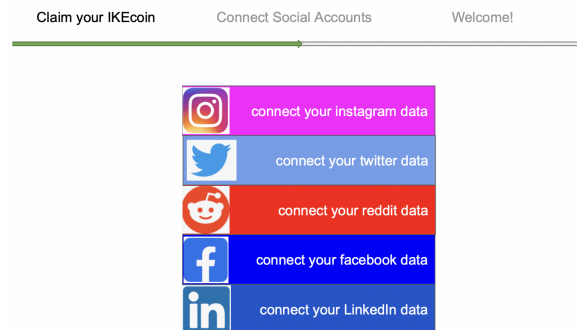 Claim your IKEcoin
Connect Social Accounts
Welcome!
connect your instagram data
connect your twitter data
connect your reddit data
connect your facebook data
in
connect your LinkedIn data